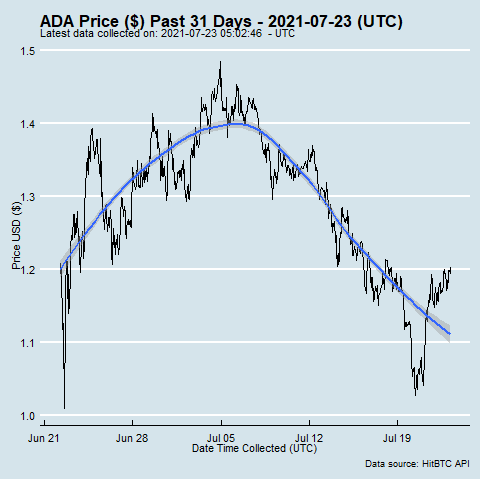 ADA Price ($) Past 31 Days - 2021-07-23 (UTC)
Latest data collected on: 2021-07-23 05:02:46 - UTC
1.5
1.4
1.3
1.2
1.1
1.0
Price USD ($)
Jun 21 Jun 28 Jul 05 Jul 12 Jul 19
Date Time Collected (UTC)
Data source: HitBTC API